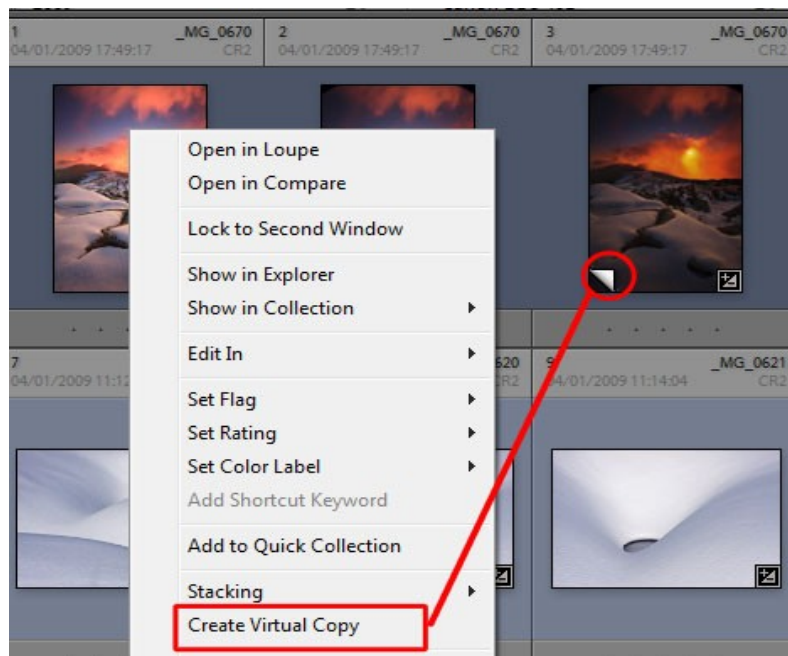 1 _MG_0670 2 _MG_0670 3 _MG_0670
04/01/2009 17:49:17 CR2 04/01/2009 17:49:17 CR2 04/01/2009 17:49:17 CR2
Open in Loupe
Open in Compare
Lock to Second Window
Show in Explorer
Show in Collection
Edit In
7 620 9 _MG_0621
04/01/2009 11:12 CR2 04/01/2009 11:14:04 CR2
Set Flag
Set Rating
Set Color Label
Add Shortcut Keyword
Add to Quick Collection
Stacking
Create Virtual Copy